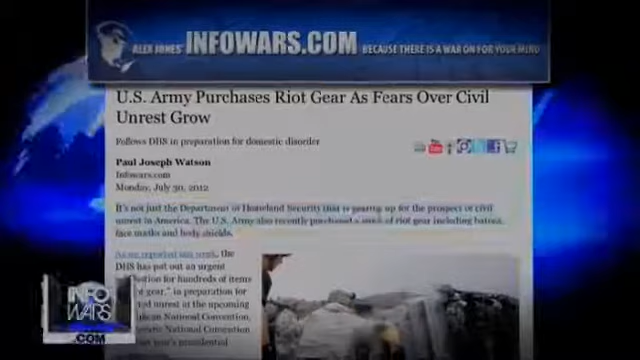 ALEX JONES' INFOWARS.COM BECAUSE THERE IS A WAR ON FOR YOUR MIND
U.S. Army Purchases Riot Gear As Fears Over Civil
Unrest Grow
Follows DHS in preparation for domestic disorder
Paul Joseph Watson
Infowars.com
Monday, July 30, 2012
It's not just the Department of Homeland Security that is gearing up for the prospect of civil
unrest in America. The U.S. Army also recently purchased a stock of riot gear including batons,
face masks and body shields.
As we reported last week, the
DHS has put out an urgent
for hundreds of items
gear," in preparation for
unrest at the upcoming
National Convention,
National Convention
year's presidential
INFO
WARS
.COM